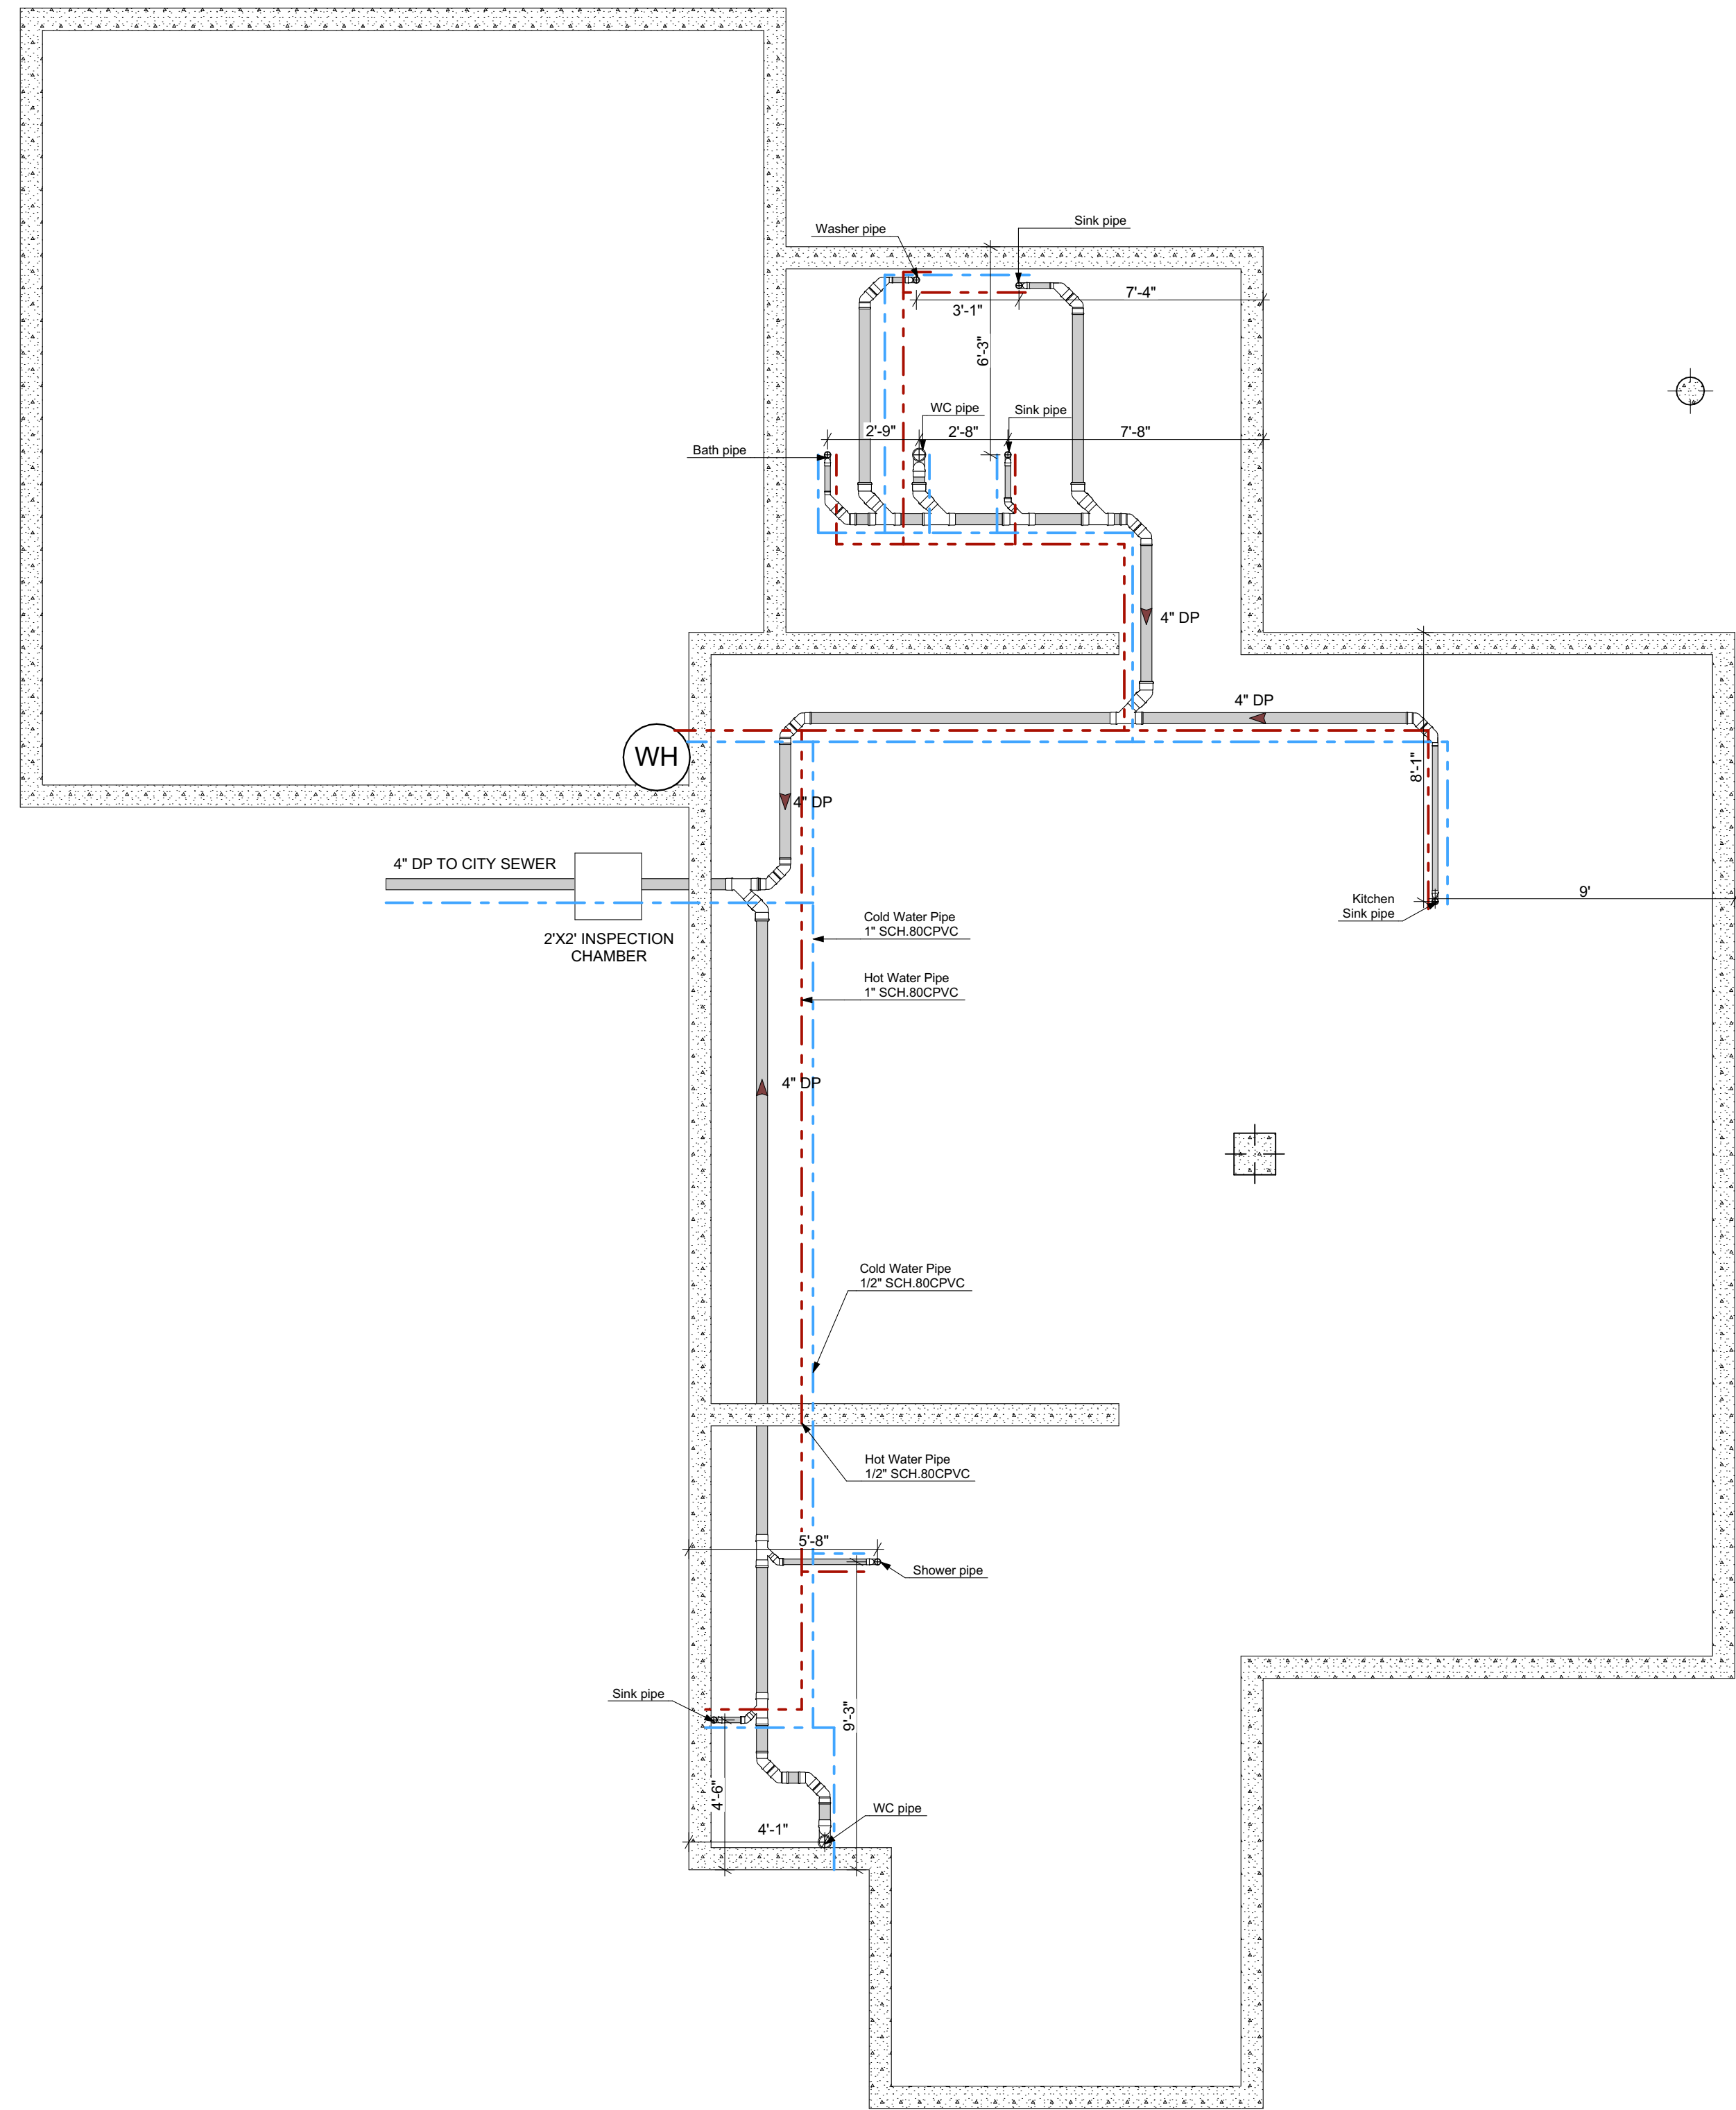 Washer pipe
Sink pipe
7'-4"
3'-1"
6'-3"
WC pipe
Sink pipe
2'-9"
2'-8"
7'-8"
Bath pipe
4" DP
4" DP
WH
8'-1"
4" DP
4" DP TO CITY SEWER
9'
Kitchen
Sink pipe
2'X2' INSPECTION
CHAMBER
Cold Water Pipe
1" SCH.80CPVC
Hot Water Pipe
1" SCH.80CPVC
4" DP
Cold Water Pipe
1/2" SCH.80CPVC
Hot Water Pipe
1/2" SCH.80CPVC
5'-8"
Shower pipe
Sink pipe
9'-3"
4'-6"
WC pipe
4'-1"